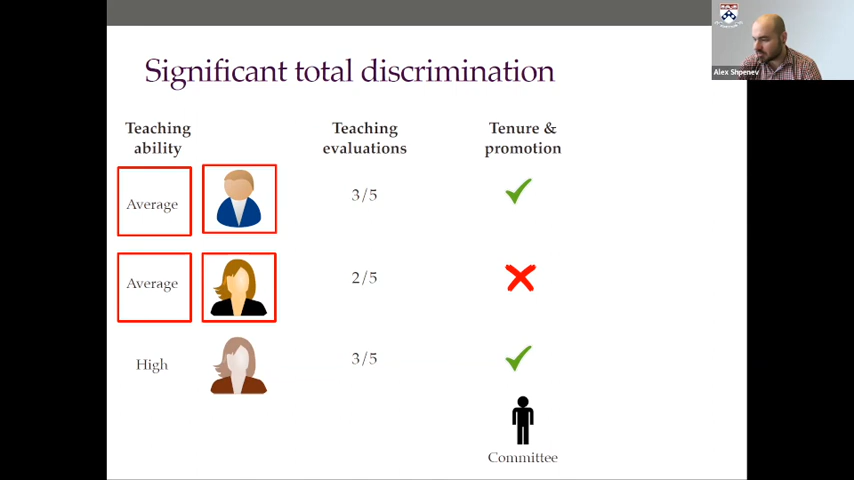 Significant total discrimination
Alex Shpenev
Teaching
ability
Teaching
evaluations
Tenure &
promotion
Average
3/5
Average
2/5
High
3/5
Committee